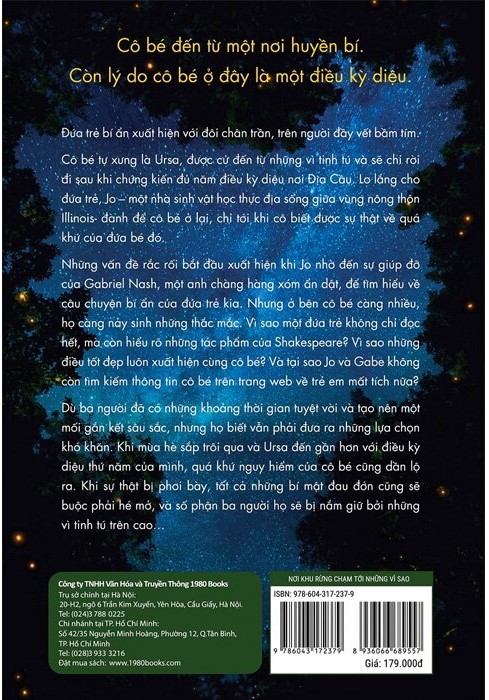 Cô bé đến từ một nơi huyền bí.
Còn lý do cô bé ở đây là một điều kỳ diệu.
Đứa trẻ bí ẩn xuất hiện với đôi chân trần, trên người đầy vết bầm tím.
Cô bé tự xưng là Ursa, được cử đến từ những vì tinh tú và sẽ chỉ rời
đi sau khi chứng kiến đủ năm điều kỳ diệu nơi Địa Cầu. Lo lắng cho
đứa trẻ, Jo – một nhà sinh vật học thực địa sống giữa vùng nông thôn
Illinois- đành để cô bé ở lại, chỉ tới khi cô biết được sự thật về quá
khứ của đứa bé đó.
Những vấn đề rắc rối bắt đầu xuất hiện khi Jo nhờ đến sự giúp đỡ
của Gabriel Nash, một anh chàng hàng xóm ẩn dật, để tìm hiểu về
câu chuyện bí ẩn của đứa trẻ kia. Nhưng ở bên cô bé càng nhiều,
họ càng nảy sinh những thắc mắc. Vì sao một đứa trẻ không chỉ đọc
hết, mà còn hiểu rõ những tác phẩm của Shakespeare? Vì sao những
điều tốt đẹp luôn xuất hiện cùng cô bé? Và tại sao Jo và Gabe không
còn tìm kiếm thông tin cô bé trên trang web về trẻ em mất tích nữa?
Dù ba người đã có những khoảng thời gian tuyệt vời và tạo nên một
mối gắn kết sâu sắc, nhưng họ biết vẫn phải đưa ra những lựa chọn
khó khăn. Khi mùa hè sắp trôi qua và Ursa đến gần hơn với điều kỳ
diệu thứ năm của mình, quá khứ nguy hiểm của cô bé cũng dần lộ
ra. Khi sự thật bị phơi bày, tất cả những bí mật đau đớn cũng sẽ
buộc phải hé mở, và số phận ba người họ sẽ bị nắm giữ bởi những
vì tinh tú trên cao...
Công ty TNHH Văn Hóa và Truyền Thông 1980 Books
Trụ sở chính tại Hà Nội:
20-H2, ngõ 6 Trần Kim Xuyến, Yên Hòa, Cầu Giấy, Hà Nội.
Tel: (024)3 788 0225
Chi nhánh tại TP. Hồ Chí Minh:
Số 42/35 Nguyễn Minh Hoàng, Phường 12, Q.Tân Bình,
TP. Hồ Chí Minh
Tel: (028)3 933 3216
Đặt mua sách: www.1980books.com
NƠI KHU RỪNG CHẠM TỚI NHỮNG VÌ SAO
ISBN: 978-604-317-237-9
9 786043 172379
8 936066 689557
Giá: 179.000đ